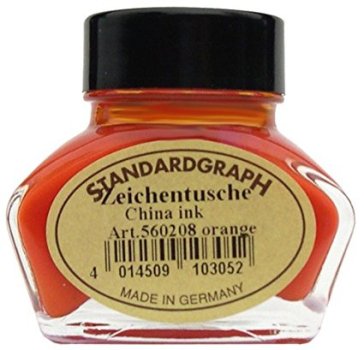 STANDARDGRAPH
Zeichentusche
China ink
Art.560208 orange
4 014509 103052
MADE IN GERMANY